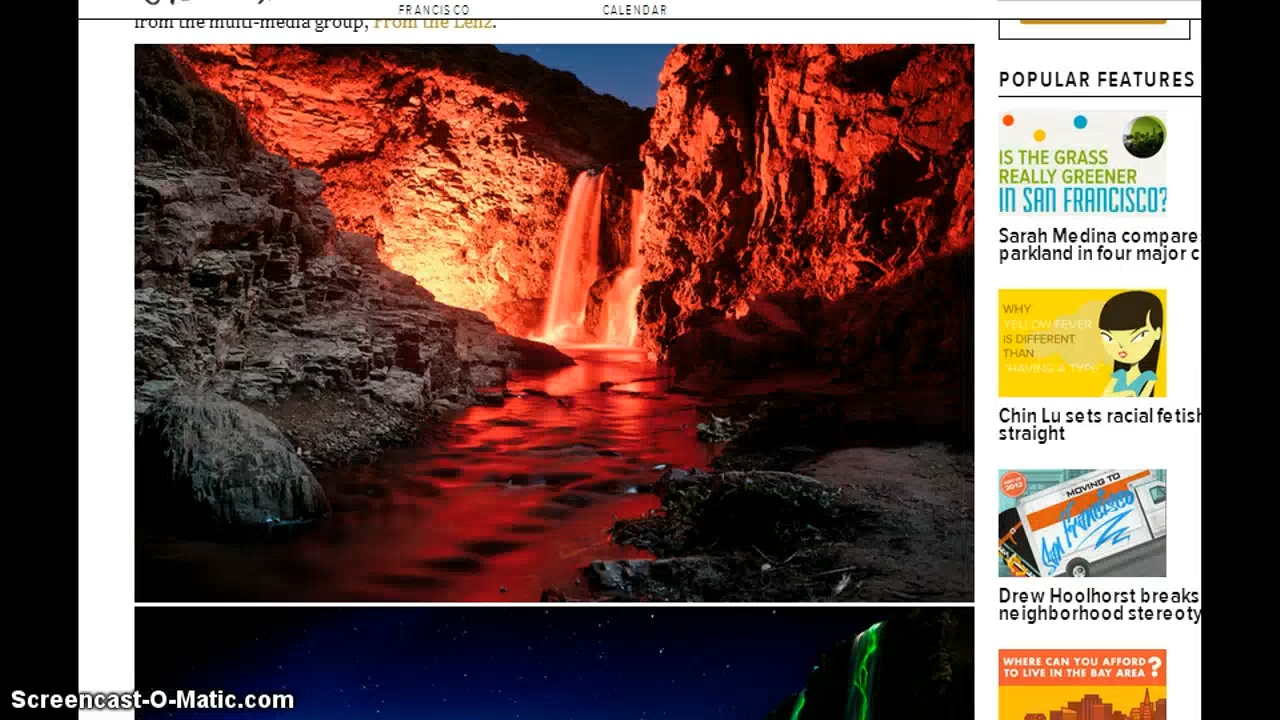 FRANCISCO
CALENDAR
from the multi-media group, From the Lenz.
POPULAR FEATURES
IS THE GRASS
REALLY GREENER
IN SAN FRANCISCO?
Sarah Medina compare
parkland in four major c
WHY
YELLOW FEVER
IS DIFFERENT
THAN
"HAVING A TYPE"
Chin Lu sets racial fetish
straight
BEST OF
2012
MOVING TO
San Francisco
Drew Hoolhorst breaks
neighborhood stereoty
WHERE CAN YOU AFFORD
TO LIVE IN THE BAY AREA?
Screencast-O-Matic.com